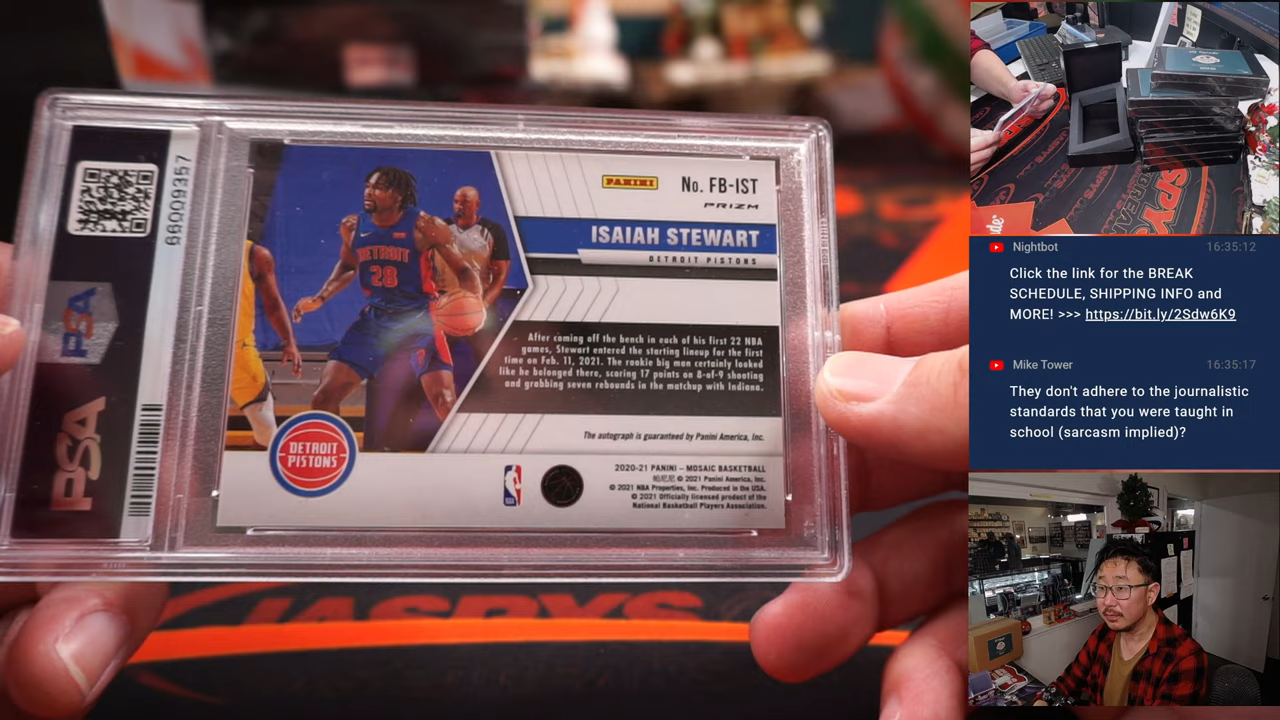 66009357
PSA
PSA
PANINI
No. FB-IST
PRIZM
ISAIAH STEWART
DETROIT PISTONS
DETROIT
28
After coming off the bench in each of his first 22 NBA
games, Stewart entered the starting lineup for the first
time on Feb. 11, 2021. The rookie big man certainly looked
like he belonged there, scoring 17 points on 8-of-9 shooting
and grabbing seven rebounds in the matchup with Indiana.
The autograph is guaranteed by Panini America, Inc.
DETROIT
PISTONS
2020-21 PANINI – MOSAIC BASKETBALL
帕尼尼 © 2021 Panini America, Inc.
© 2021 NBA Properties, Inc. Produced in the USA.
© 2021 Officially licensed product of the
National Basketball Players Association.
JASPYS
Nightbot
16:35:12
Click the link for the BREAK
SCHEDULE, SHIPPING INFO and
MORE! >>> https://bit.ly/2Sdw6K9
Mike Tower
16:35:17
They don't adhere to the journalistic
standards that you were taught in
school (sarcasm implied)?